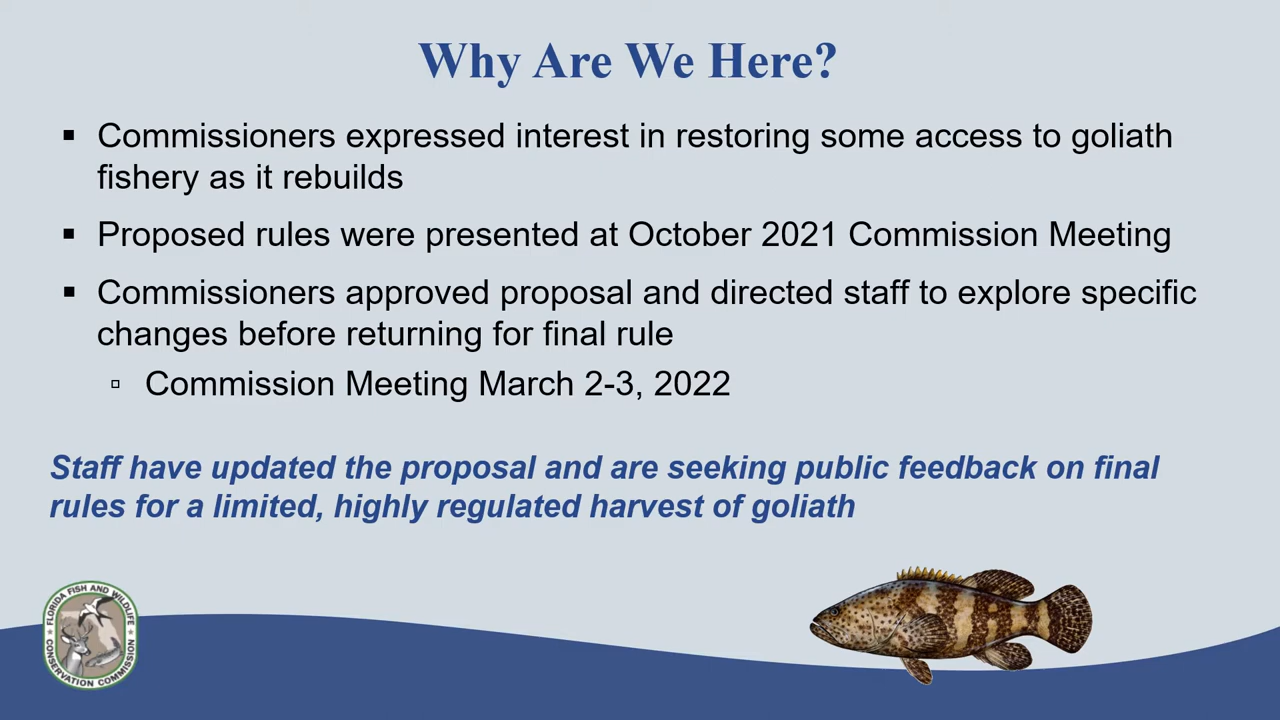 Why Are We Here?
▪ Commissioners expressed interest in restoring some access to goliath
fishery as it rebuilds
▪ Proposed rules were presented at October 2021 Commission Meeting
▪ Commissioners approved proposal and directed staff to explore specific
changes before returning for final rule
▫ Commission Meeting March 2-3, 2022
Staff have updated the proposal and are seeking public feedback on final
rules for a limited, highly regulated harvest of goliath
FLORIDA FISH AND WILDLIFE
CONSERVATION COMMISSION